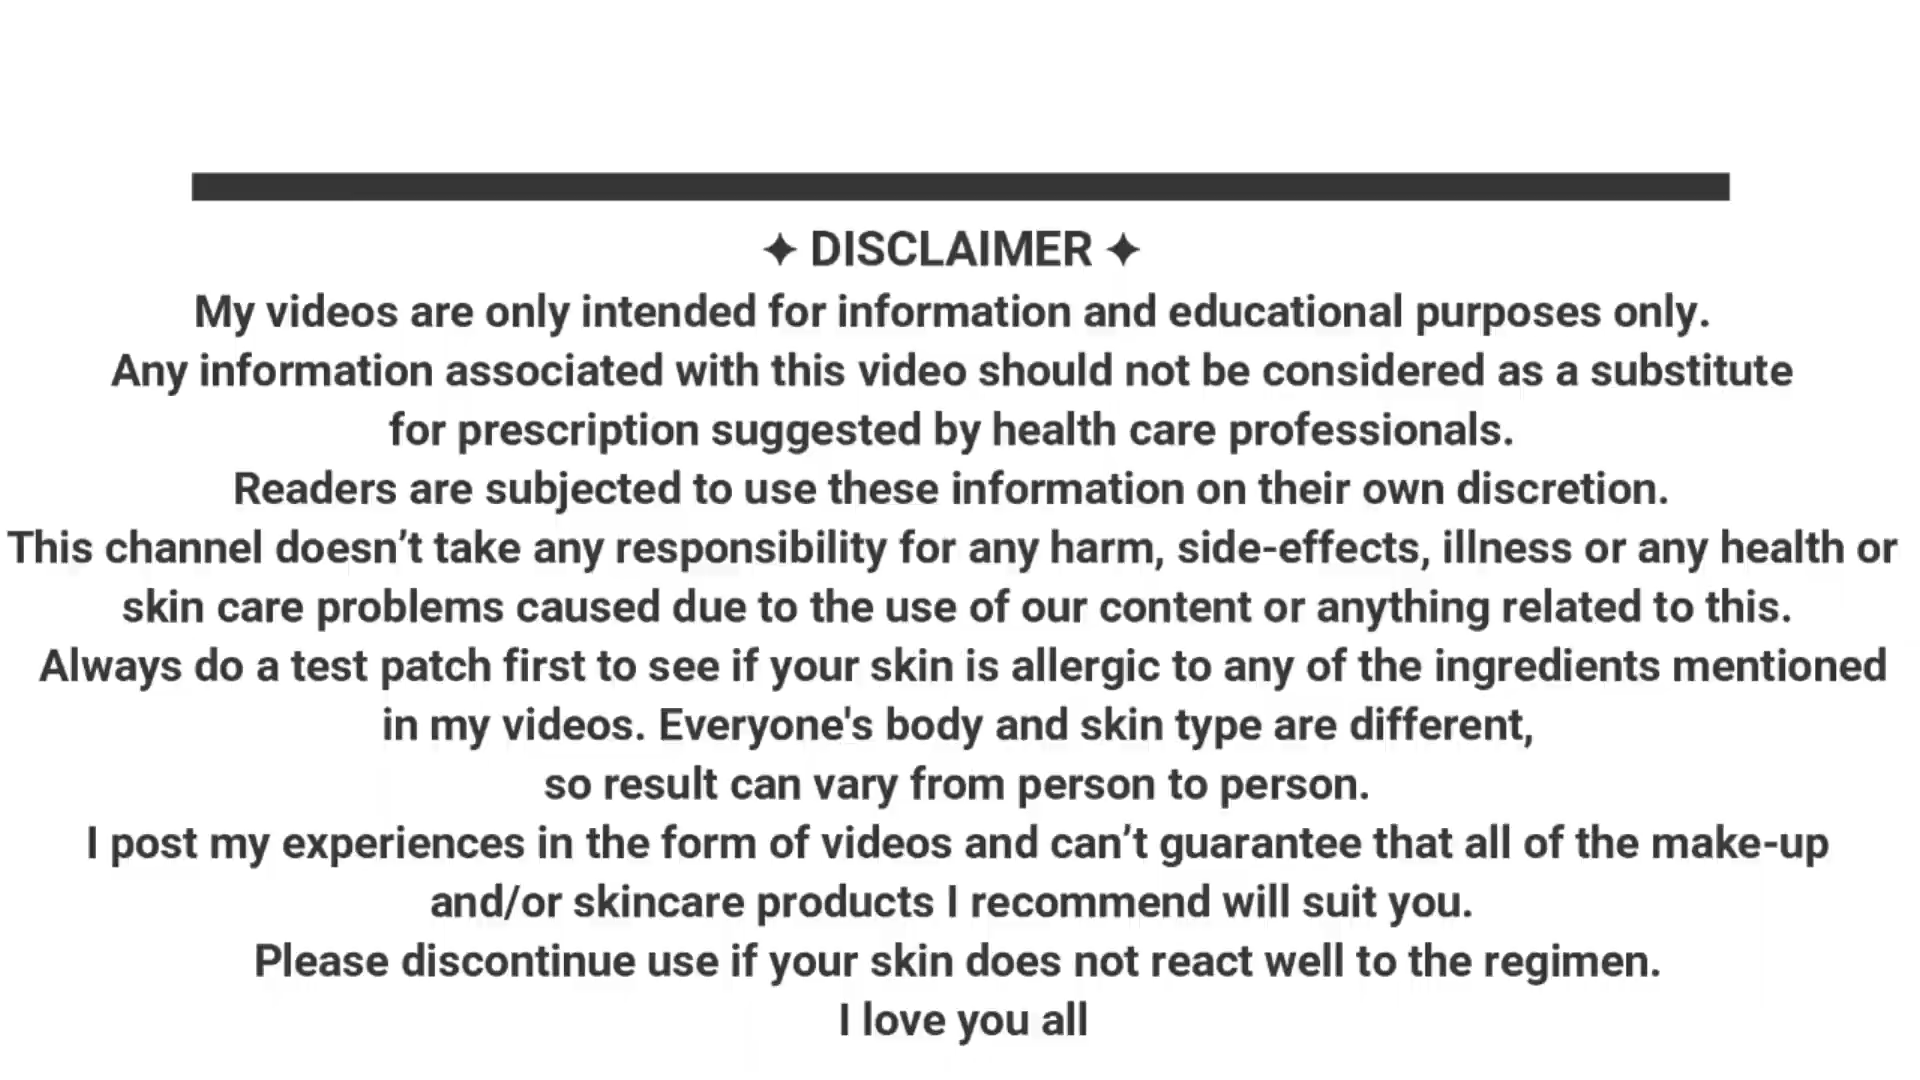 ✦ DISCLAIMER ✦
My videos are only intended for information and educational purposes only.
Any information associated with this video should not be considered as a substitute
for prescription suggested by health care professionals.
Readers are subjected to use these information on their own discretion.
This channel doesn’t take any responsibility for any harm, side-effects, illness or any health or
skin care problems caused due to the use of our content or anything related to this.
Always do a test patch first to see if your skin is allergic to any of the ingredients mentioned
in my videos. Everyone's body and skin type are different,
so result can vary from person to person.
I post my experiences in the form of videos and can’t guarantee that all of the make-up
and/or skincare products I recommend will suit you.
Please discontinue use if your skin does not react well to the regimen.
I love you all